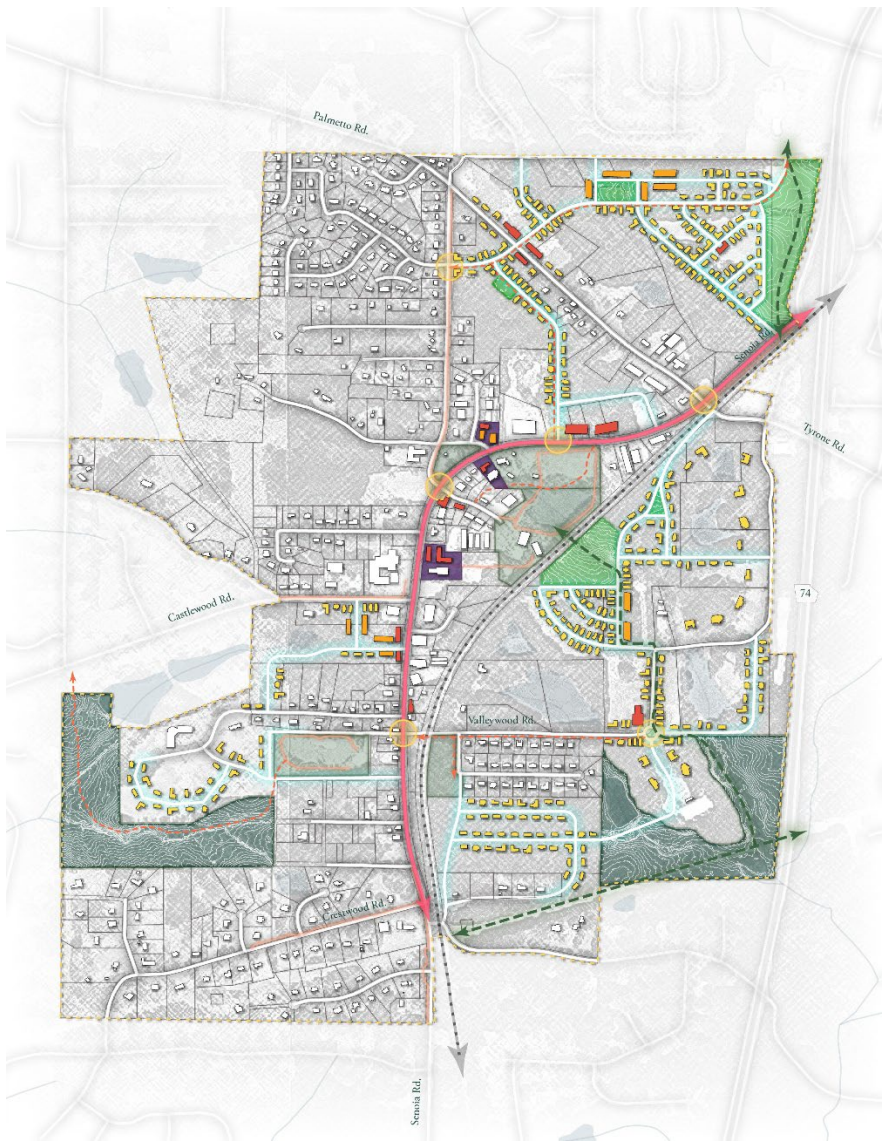 Palmetto Rd.
Senoia Rd.
Tyrone Rd.
74
Castlewood Rd.
Valleywood Rd.
Crestwood Rd.
Senoia Rd.